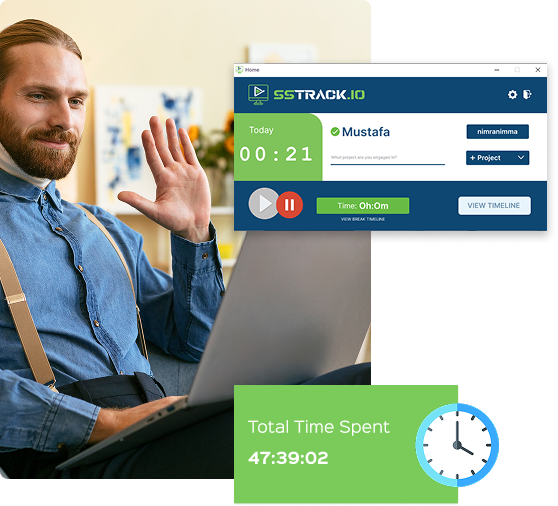 Home
SSTRACK.IO
Today
00:21
Mustafa
nimranimma
What project are you engaged in?
+ Project
Time: 0h:0m
VIEW TIMELINE
VIEW BREAK TIMELINE
Total Time Spent
47:39:02